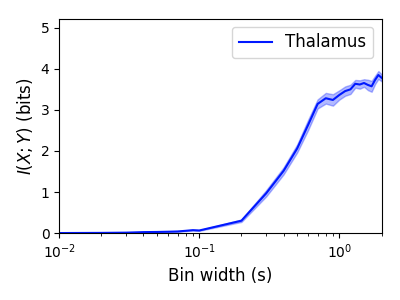 Thalamus
I(X; Y) (bits)
5
4
3
2
1
0
10⁻² 10⁻¹ 10⁰
Bin width (s)